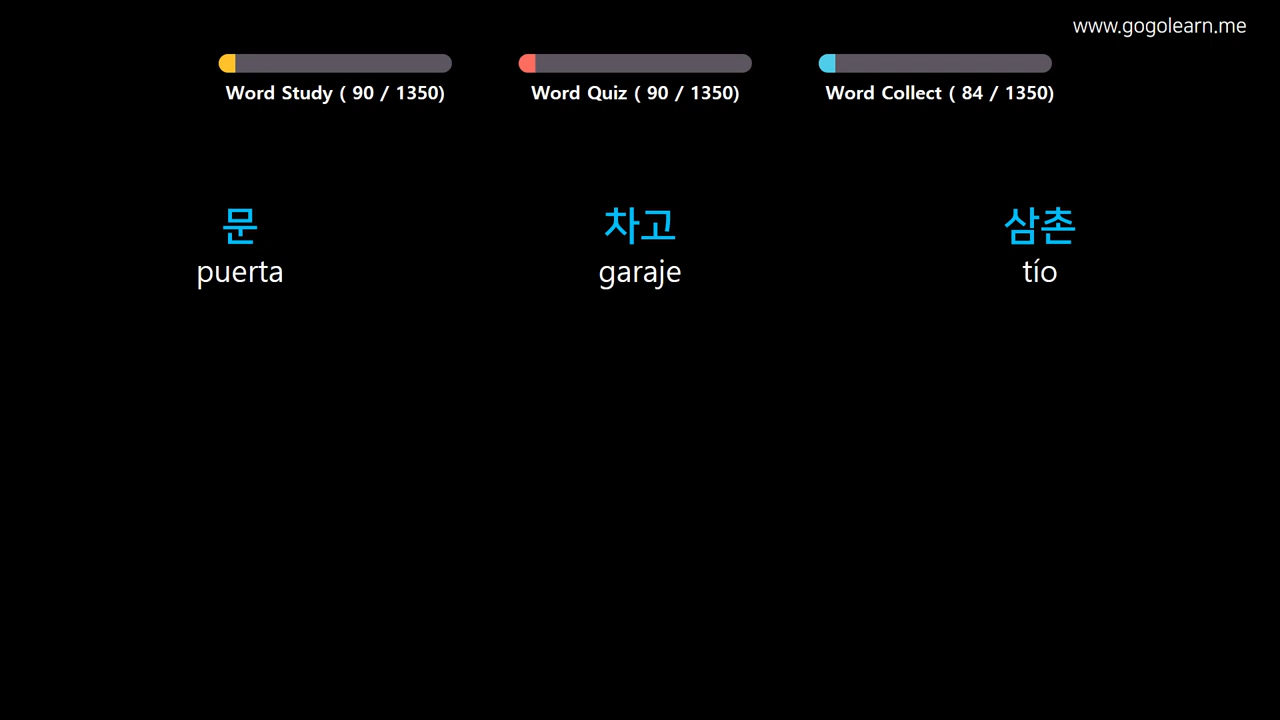 www.gogolearn.me
Word Study ( 90 / 1350)
Word Quiz ( 90 / 1350)
Word Collect ( 84 / 1350)
문
puerta
차고
garaje
삼촌
tío